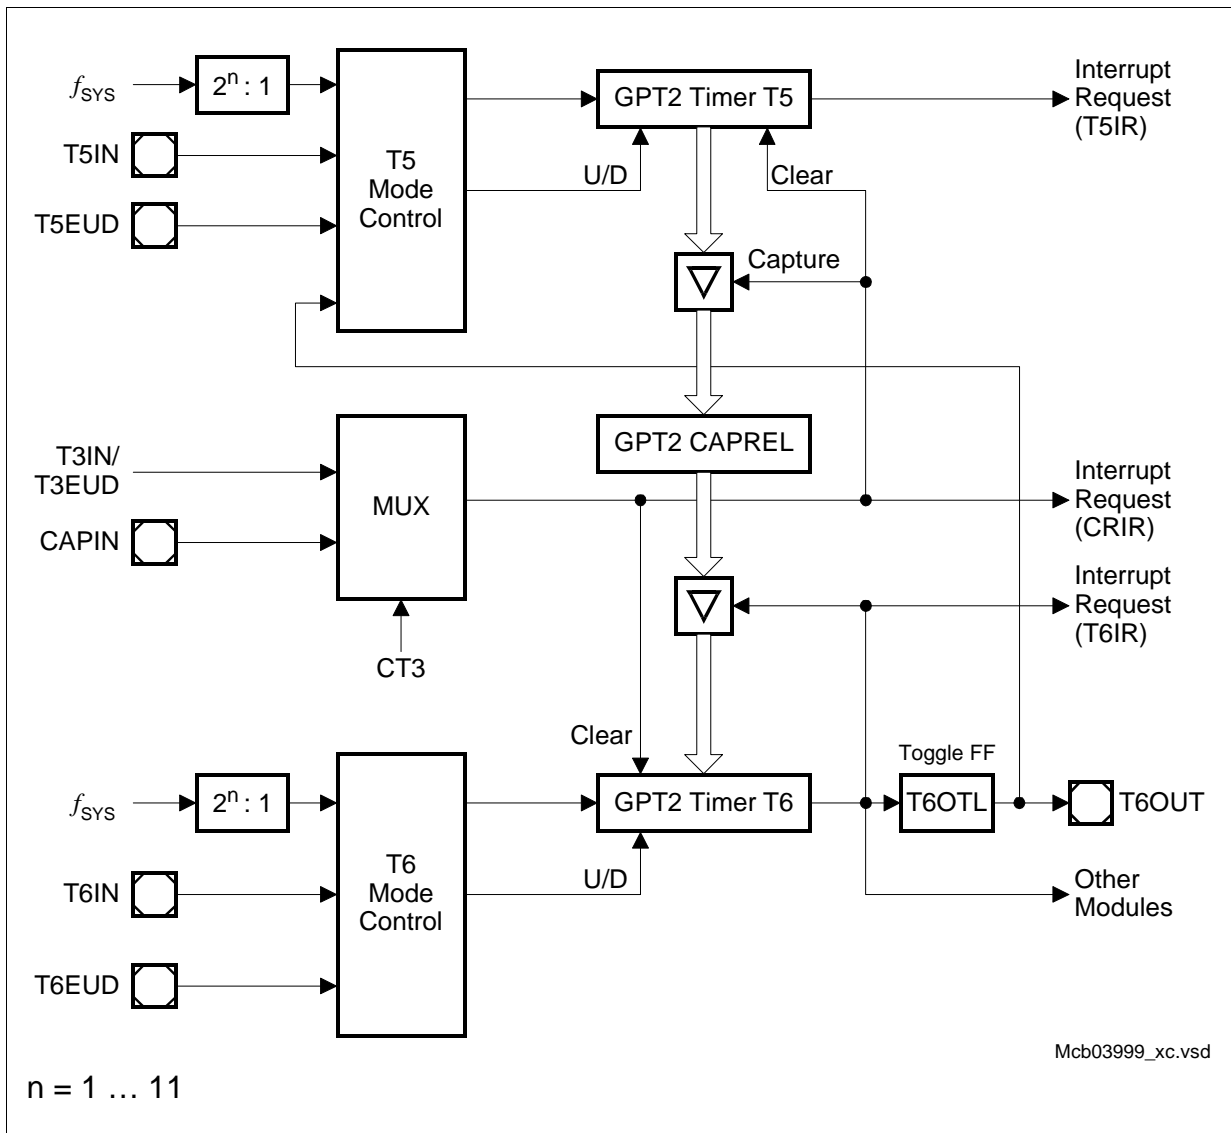 f_SYS
2^n : 1
T5IN
T5EUD
T5
Mode
Control
GPT2 Timer T5
U/D
Clear
Interrupt
Request
(T5IR)
Capture
T3IN/
T3EUD
CAPIN
MUX
CT3
GPT2 CAPREL
Interrupt
Request
(CRIR)
Interrupt
Request
(T6IR)
Clear
f_SYS
2^n : 1
T6IN
T6EUD
T6
Mode
Control
GPT2 Timer T6
U/D
Toggle FF
T6OTL
T6OUT
Other
Modules
Mcb03999_xc.vsd
n = 1 … 11